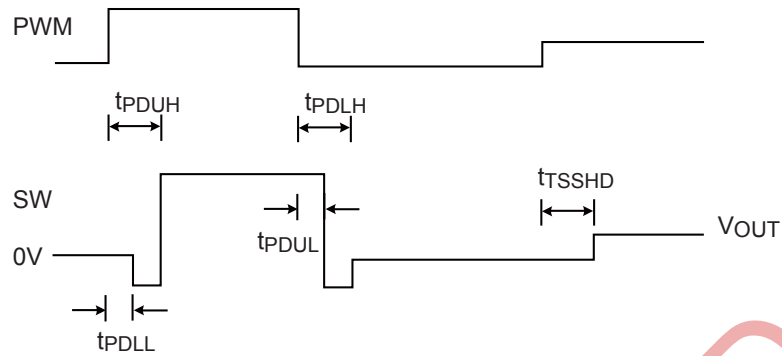 PWM
tPDUH
tPDLH
SW
tTSSHD
VOUT
tPDUL
0V
tPDLL